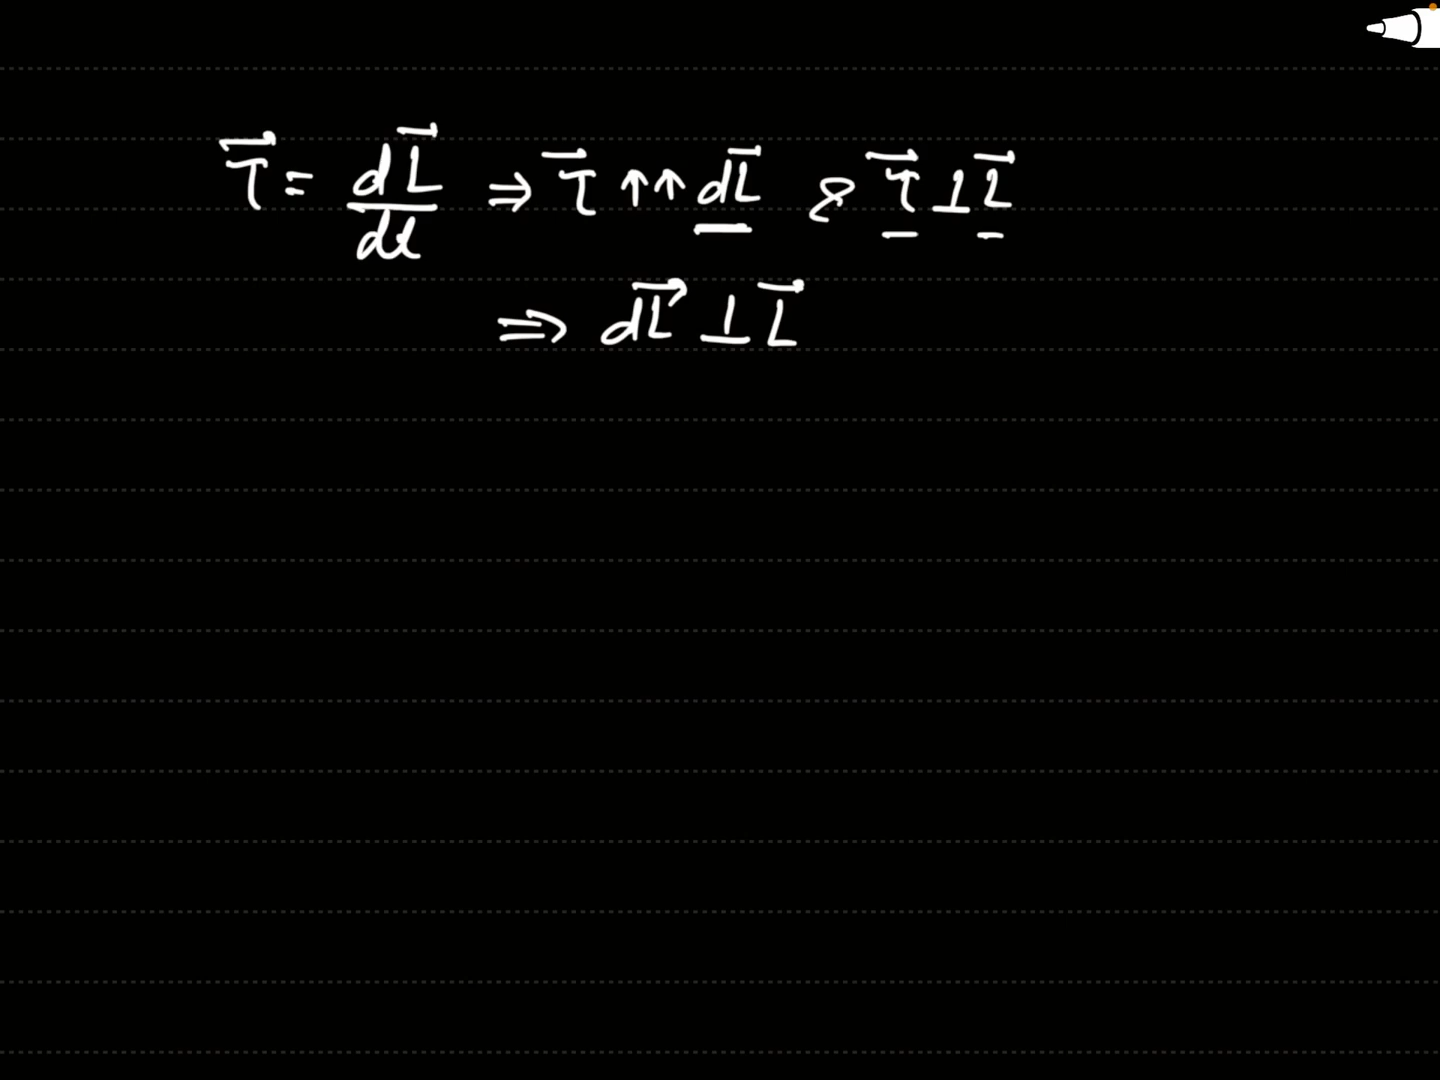 τ⃗ = dL⃗/dt ⇒ τ⃗ ↑↑ dL⃗ & τ⃗ ⊥ L⃗
⇒ dL⃗ ⊥ L⃗